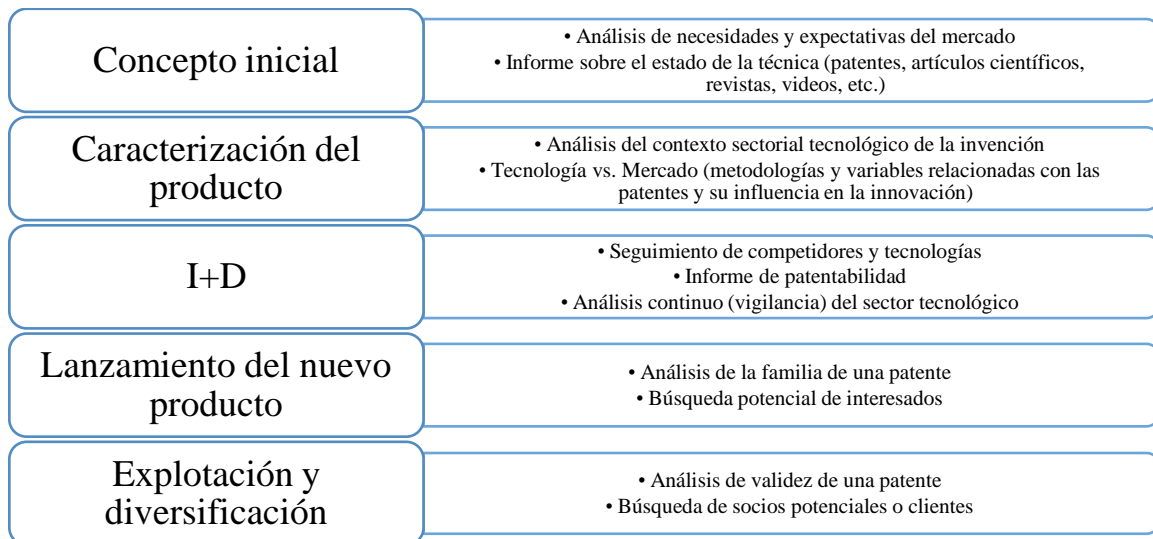 Concepto inicial
• Análisis de necesidades y expectativas del mercado
• Informe sobre el estado de la técnica (patentes, artículos científicos,
revistas, videos, etc.)
Caracterización del
producto
• Análisis del contexto sectorial tecnológico de la invención
• Tecnología vs. Mercado (metodologías y variables relacionadas con las
patentes y su influencia en la innovación)
I+D
• Seguimiento de competidores y tecnologías
• Informe de patentabilidad
• Análisis continuo (vigilancia) del sector tecnológico
Lanzamiento del nuevo
producto
• Análisis de la familia de una patente
• Búsqueda potencial de interesados
Explotación y
diversificación
• Análisis de validez de una patente
• Búsqueda de socios potenciales o clientes